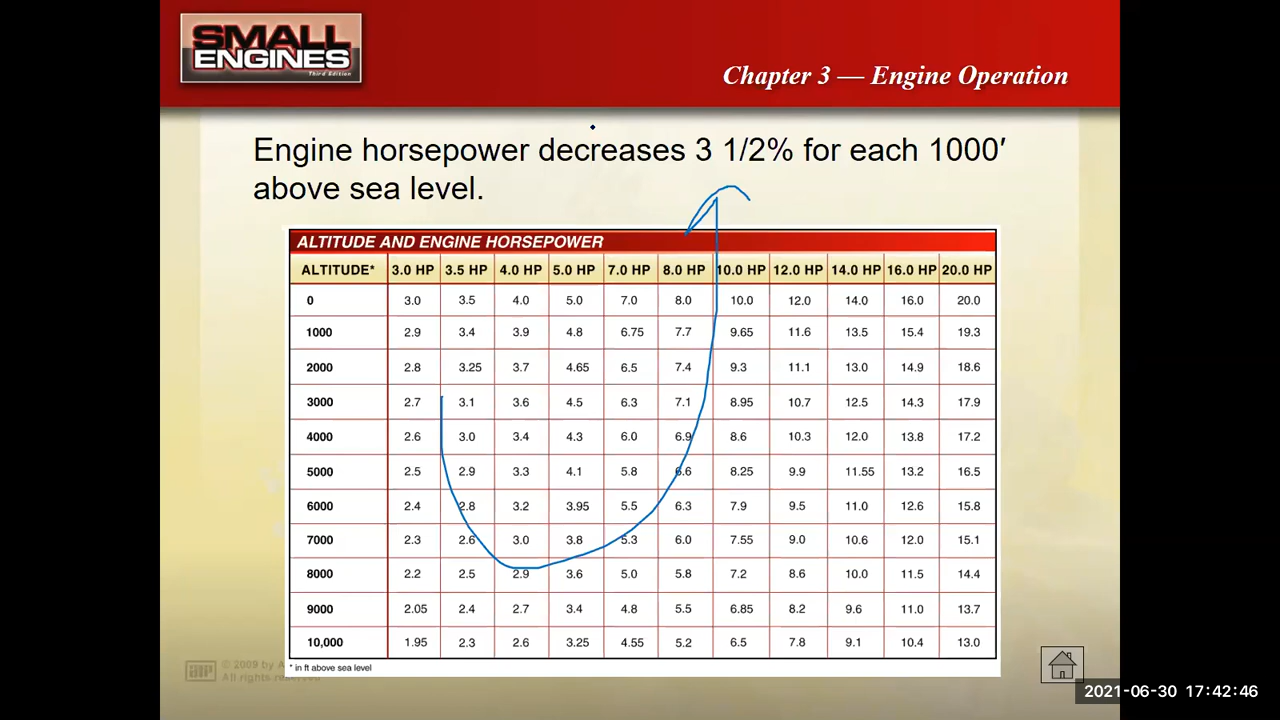 SMALL
ENGINES
Third Edition
Chapter 3 — Engine Operation
Engine horsepower decreases 3 1/2% for each 1000′
above sea level.
ALTITUDE AND ENGINE HORSEPOWER
ALTITUDE* 3.0 HP 3.5 HP 4.0 HP 5.0 HP 7.0 HP 8.0 HP 10.0 HP 12.0 HP 14.0 HP 16.0 HP 20.0 HP
0 3.0 3.5 4.0 5.0 7.0 8.0 10.0 12.0 14.0 16.0 20.0
1000 2.9 3.4 3.9 4.8 6.75 7.7 9.65 11.6 13.5 15.4 19.3
2000 2.8 3.25 3.7 4.65 6.5 7.4 9.3 11.1 13.0 14.9 18.6
3000 2.7 3.1 3.6 4.5 6.3 7.1 8.95 10.7 12.5 14.3 17.9
4000 2.6 3.0 3.4 4.3 6.0 6.9 8.6 10.3 12.0 13.8 17.2
5000 2.5 2.9 3.3 4.1 5.8 6.6 8.25 9.9 11.55 13.2 16.5
6000 2.4 2.8 3.2 3.95 5.5 6.3 7.9 9.5 11.0 12.6 15.8
7000 2.3 2.6 3.0 3.8 5.3 6.0 7.55 9.0 10.6 12.0 15.1
8000 2.2 2.5 2.9 3.6 5.0 5.8 7.2 8.6 10.0 11.5 14.4
9000 2.05 2.4 2.7 3.4 4.8 5.5 6.85 8.2 9.6 11.0 13.7
10,000 1.95 2.3 2.6 3.25 4.55 5.2 6.5 7.8 9.1 10.4 13.0
* in ft above sea level
© 2009 by
All rights reserved
2021-06-30 17:42:46